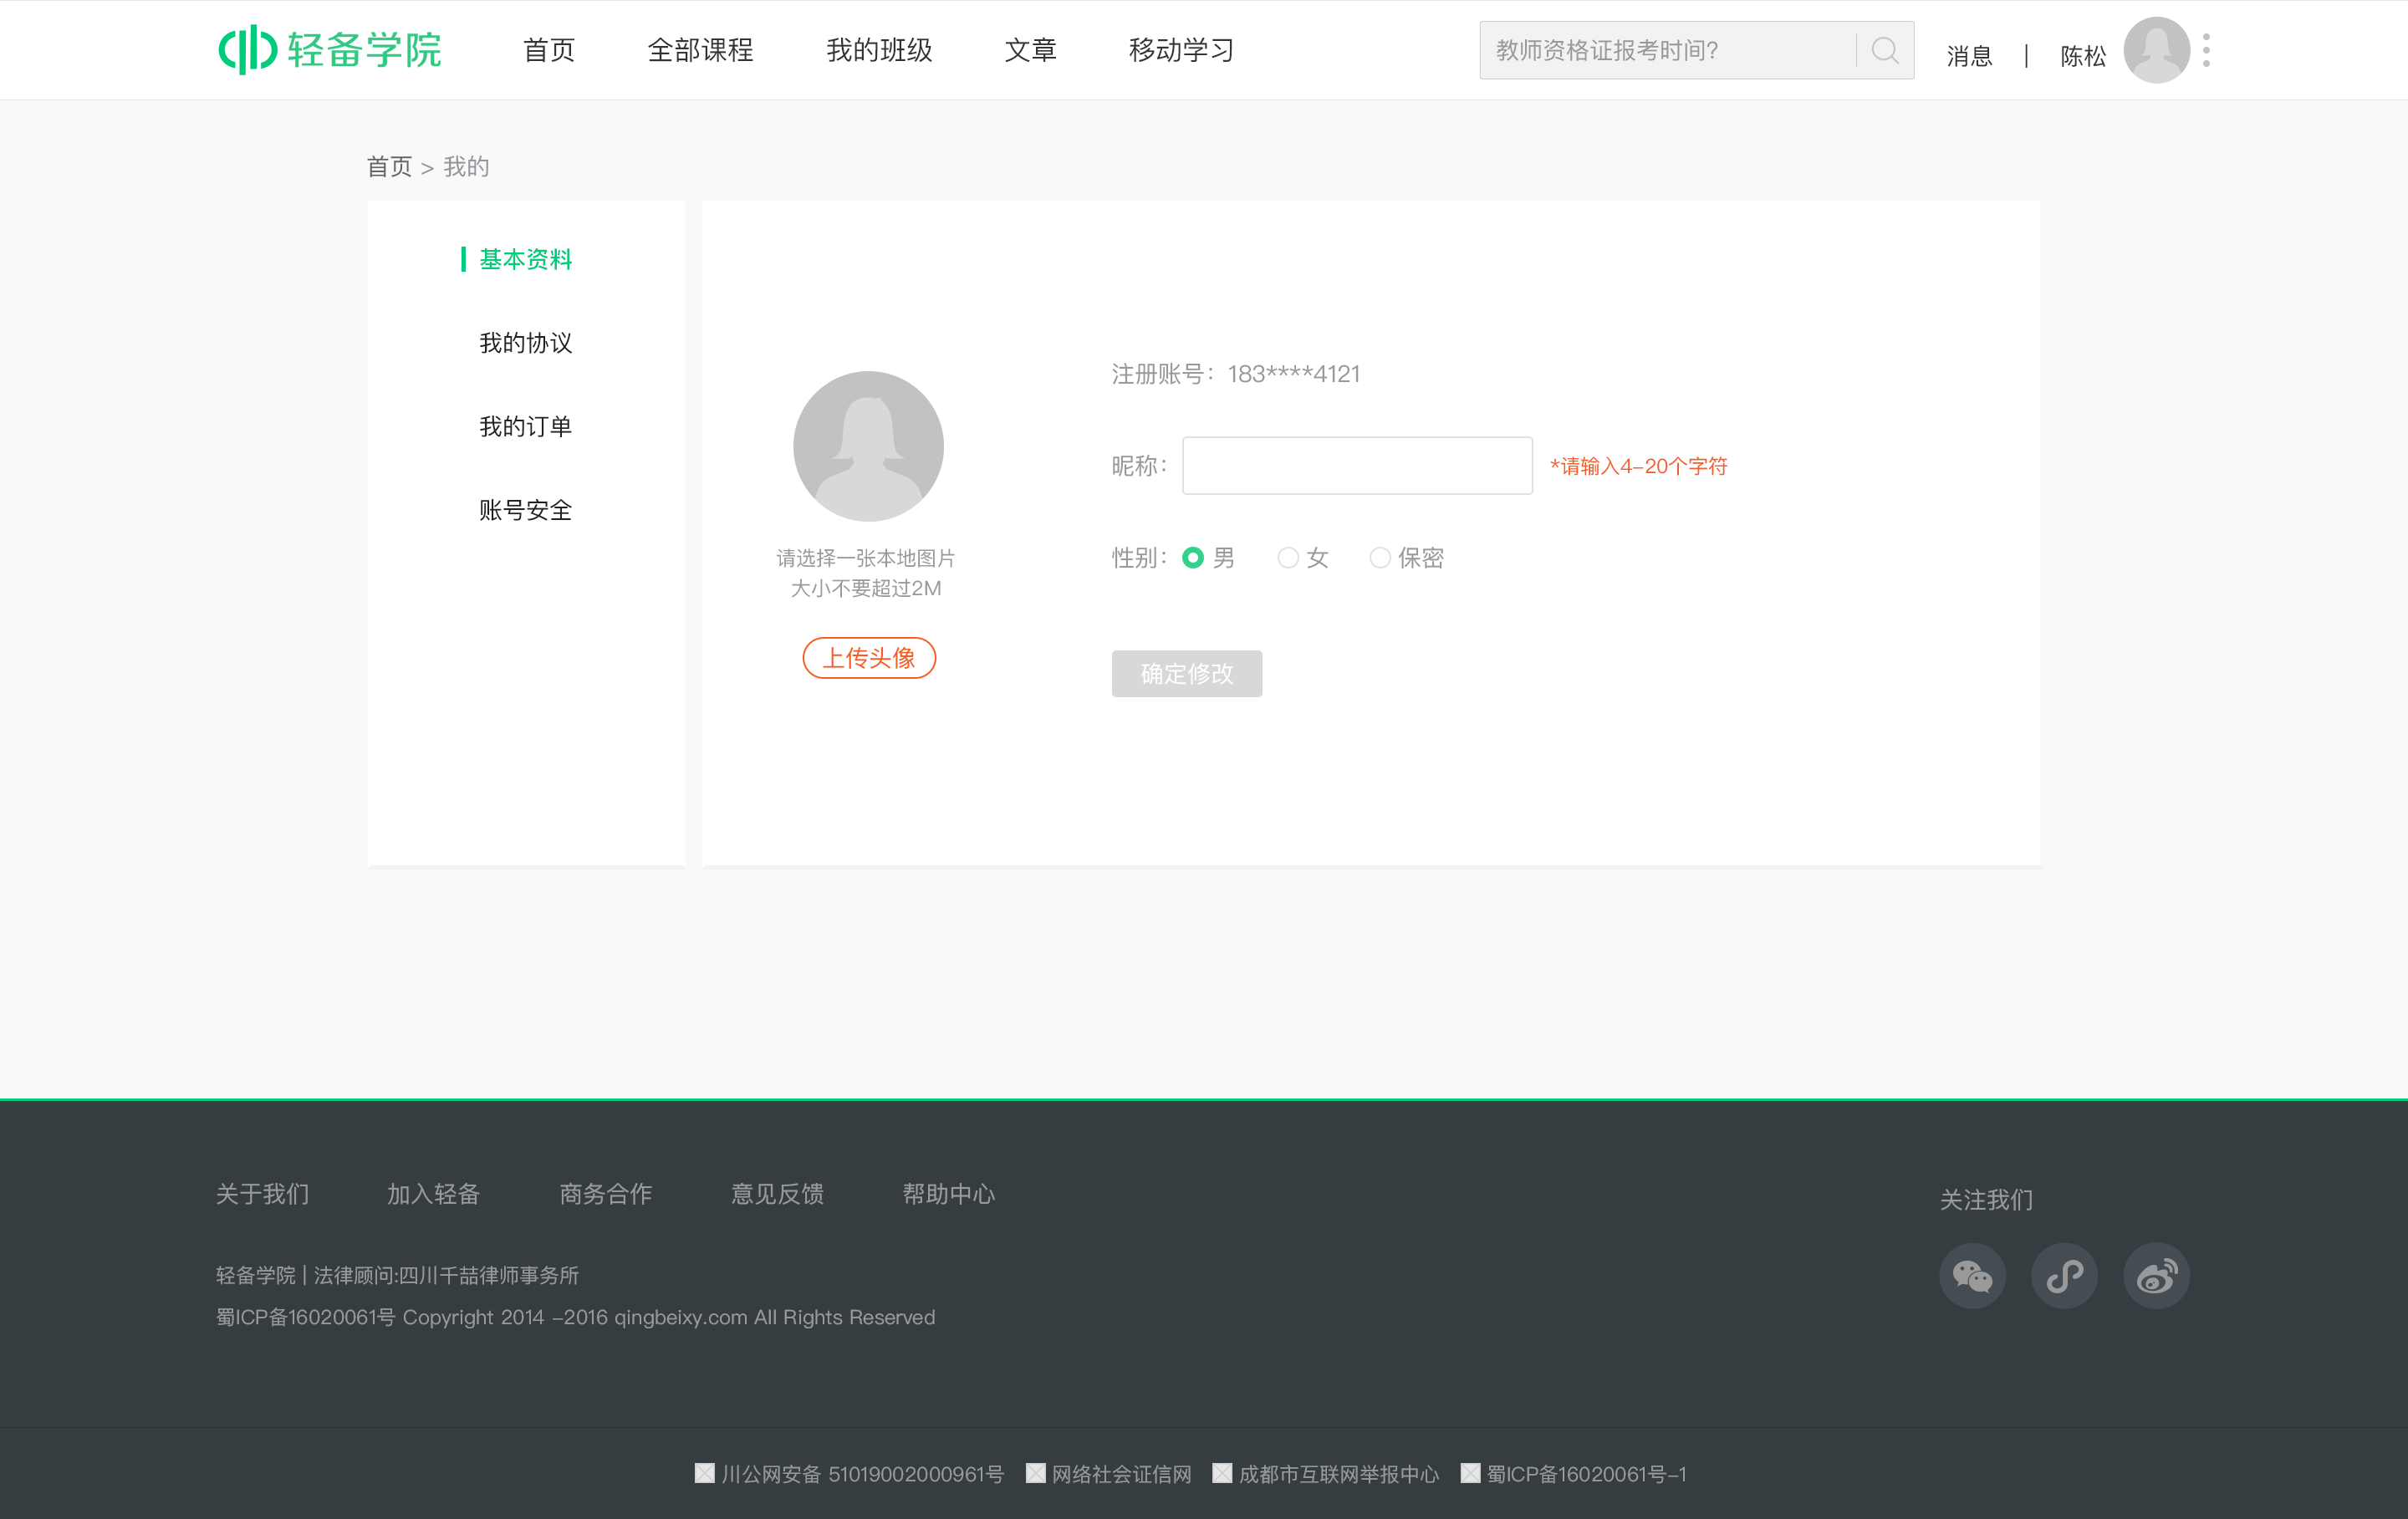 轻备学院
首页 全部课程 我的班级 文章 移动学习
教师资格证报考时间?
消息 | 陈松
首页 > 我的
基本资料
我的协议
我的订单
账号安全
请选择一张本地图片
大小不要超过2M
上传头像
注册账号：183****4121
昵称：
*请输入4-20个字符
性别： 男 女 保密
确定修改
关于我们 加入轻备 商务合作 意见反馈 帮助中心
轻备学院 | 法律顾问:四川千喆律师事务所
蜀ICP备16020061号 Copyright 2014 -2016 qingbeixy.com All Rights Reserved
关注我们
川公网安备 51019002000961号 网络社会证信网 成都市互联网举报中心 蜀ICP备16020061号-1